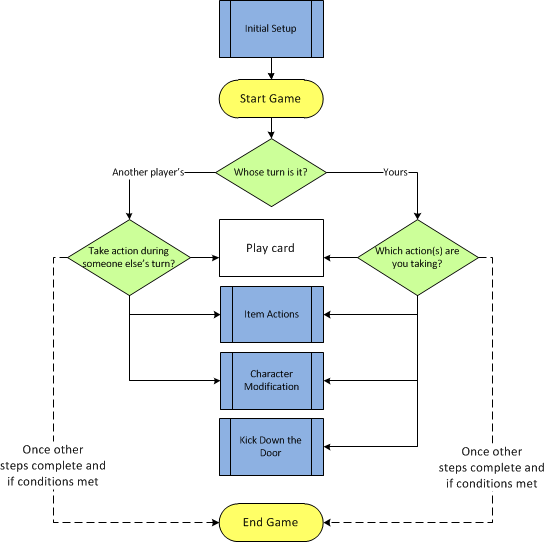 Initial Setup
Start Game
Another player's
Whose turn is it?
Yours
Take action during
someone else's turn?
Play card
Which action(s) are
you taking?
Item Actions
Character
Modification
Kick Down the
Door
Once other
steps complete and
if conditions met
Once other
steps complete and
if conditions met
End Game